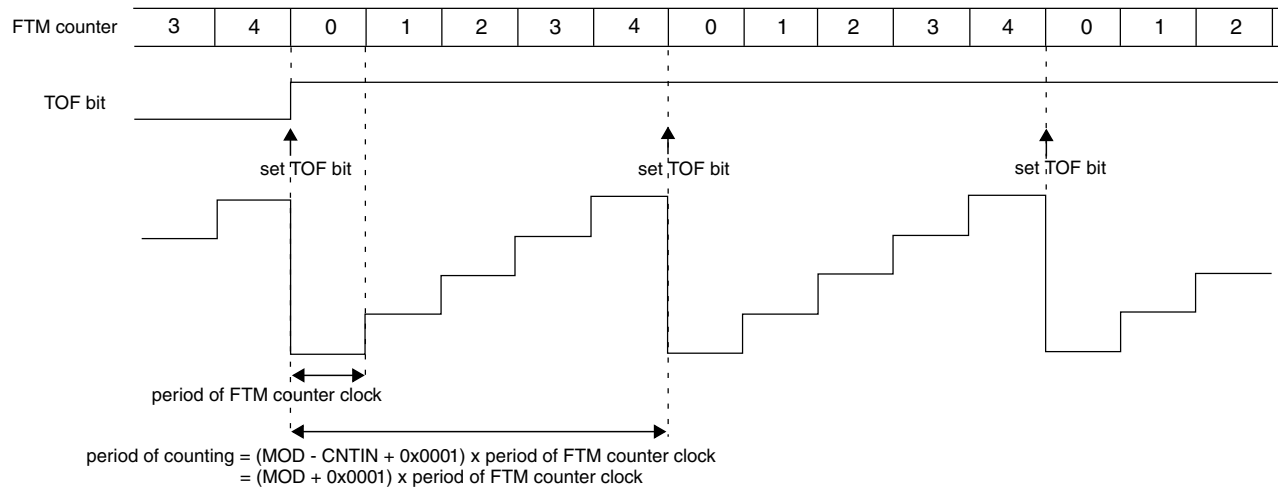 FTM counter 3 4 0 1 2 3 4 0 1 2 3 4 0 1 2
TOF bit
set TOF bit set TOF bit set TOF bit
period of FTM counter clock
period of counting = (MOD - CNTIN + 0x0001) x period of FTM counter clock
= (MOD + 0x0001) x period of FTM counter clock